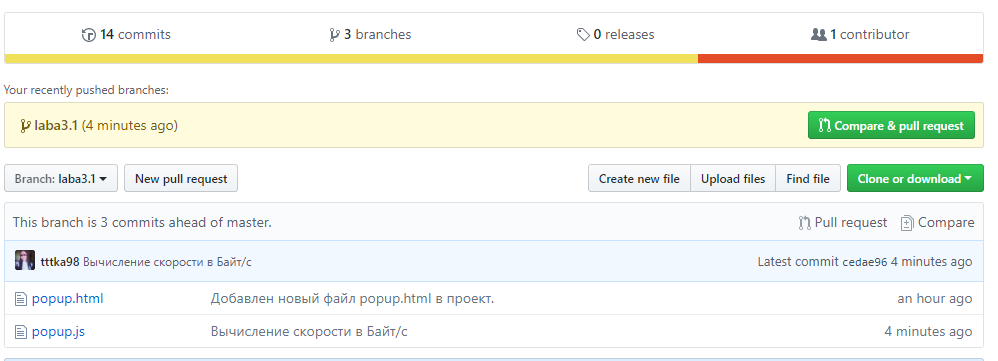 14 commits 3 branches 0 releases 1 contributor
Your recently pushed branches:
laba3.1 (4 minutes ago) Compare & pull request
Branch: laba3.1 New pull request Create new file Upload files Find file Clone or download
This branch is 3 commits ahead of master. Pull request Compare
tttka98 Вычисление скорости в Байт/с Latest commit cedae96 4 minutes ago
popup.html Добавлен новый файл popup.html в проект. an hour ago
popup.js Вычисление скорости в Байт/с 4 minutes ago